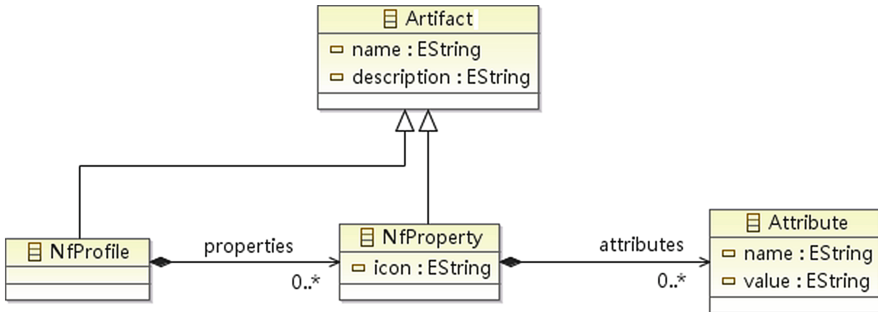 Artifact
name : EString
description : EString
NfProfile
properties
0..*
NfProperty
icon : EString
attributes
0..*
Attribute
name : EString
value : EString